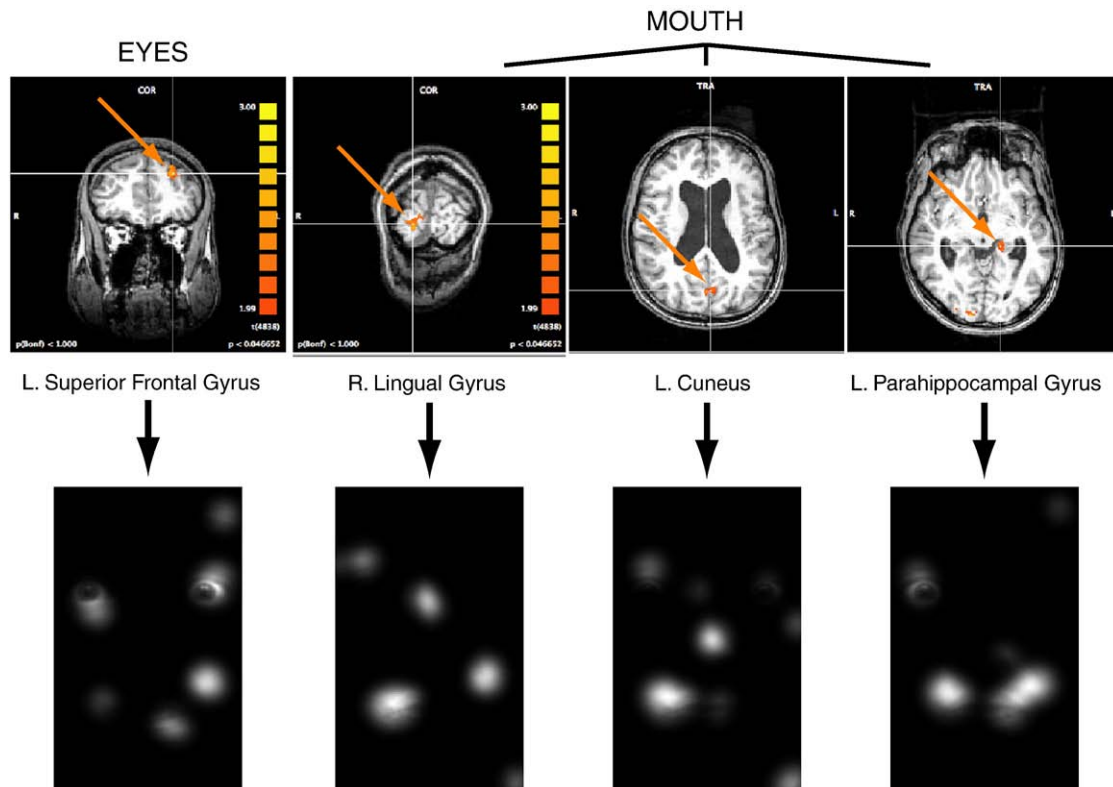 EYES
MOUTH
COR
3.00
R
L
1.99
t(4838)
p(Bonf) < 1.000
p < 0.046652
COR
3.00
R
L
1.99
t(4838)
p(Bonf) < 1.000
p < 0.046652
TRA
R
L
TRA
R
L
L. Superior Frontal Gyrus
R. Lingual Gyrus
L. Cuneus
L. Parahippocampal Gyrus